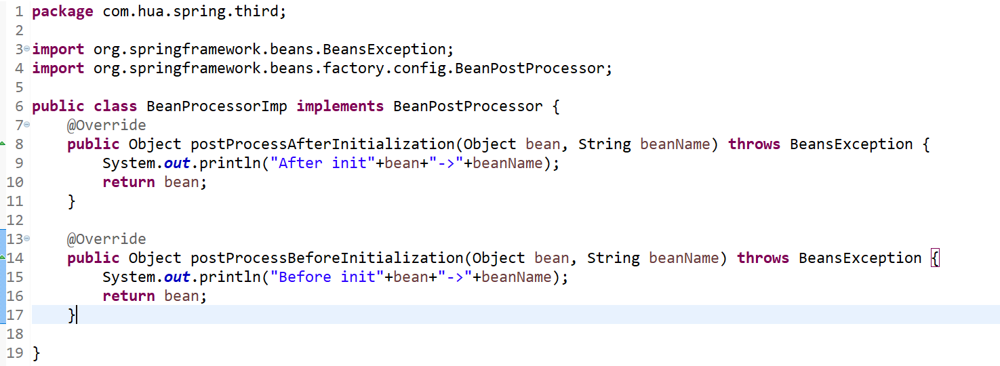 1 package com.hua.spring.third;
2
3 import org.springframework.beans.BeansException;
4 import org.springframework.beans.factory.config.BeanPostProcessor;
5
6 public class BeanProcessorImp implements BeanPostProcessor {
7     @Override
8     public Object postProcessAfterInitialization(Object bean, String beanName) throws BeansException {
9         System.out.println("After init"+bean+"->"+beanName);
10         return bean;
11     }
12
13     @Override
14     public Object postProcessBeforeInitialization(Object bean, String beanName) throws BeansException {
15         System.out.println("Before init"+bean+"->"+beanName);
16         return bean;
17     }
18
19 }